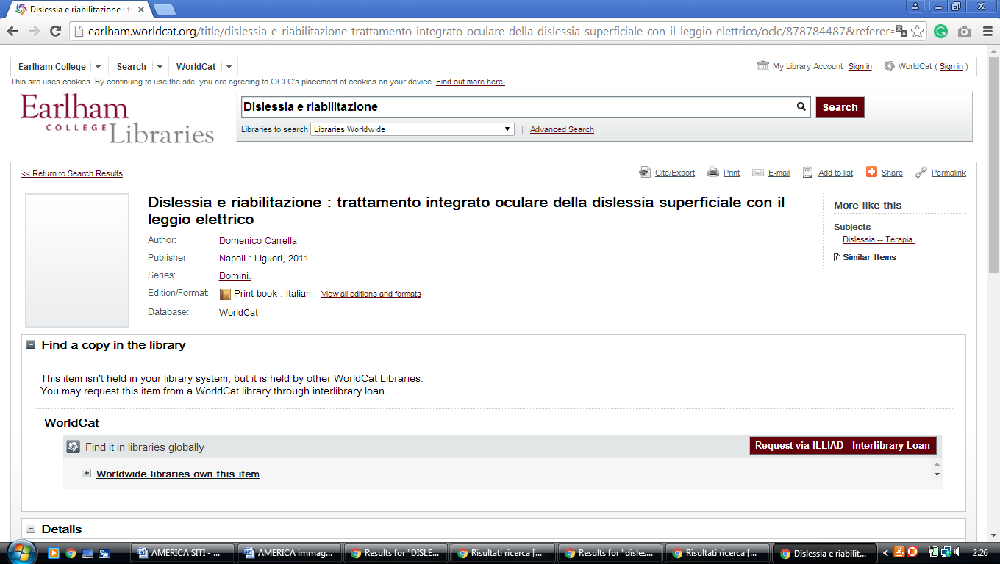 Dislessia e riabilitazione : t
earlham.worldcat.org/title/dislessia-e-riabilitazione-trattamento-integrato-oculare-della-dislessia-superficiale-con-il-leggio-elettrico/oclc/878784487&referer=
Earlham College Search WorldCat My Library Account Sign in WorldCat ( Sign in )
This site uses cookies. By continuing to use the site, you are agreeing to OCLC's placement of cookies on your device. Find out more here..
Earlham
COLLEGE Libraries
Dislessia e riabilitazione Search
Libraries to search Libraries Worldwide | Advanced Search
<< Return to Search Results Cite/Export Print E-mail Add to list Share Permalink
Dislessia e riabilitazione : trattamento integrato oculare della dislessia superficiale con il
leggio elettrico
Author: Domenico Carrella
Publisher: Napoli : Liguori, 2011.
Series: Domini.
Edition/Format: Print book : Italian View all editions and formats
Database: WorldCat
More like this
Subjects
Dislessia -- Terapia.
Similar Items
Find a copy in the library
This item isn't held in your library system, but it is held by other WorldCat Libraries.
You may request this item from a WorldCat library through interlibrary loan.
WorldCat
Find it in libraries globally Request via ILLIAD - Interlibrary Loan
Worldwide libraries own this item
Details
AMERICA SITI - ... AMERICA immag... Results for "DISLE... Risultati ricerca [... Results for "disles... Risultati ricerca [... Dislessia e riabilit... 2.26